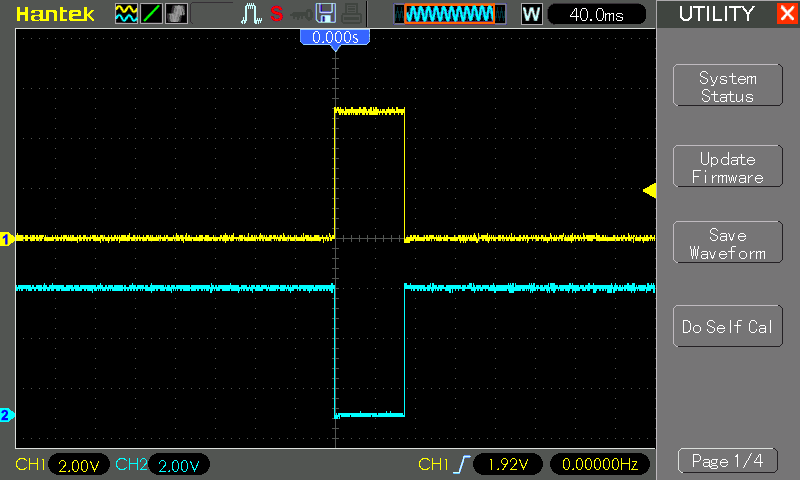 Hantek
S
W
40.0ms
UTILITY
0.000s
System
Status
Update
Firmware
1
Save
Waveform
Do Self Cal
2
CH1 2.00V CH2 2.00V CH1 1.92V 0.00000Hz
Page 1/4